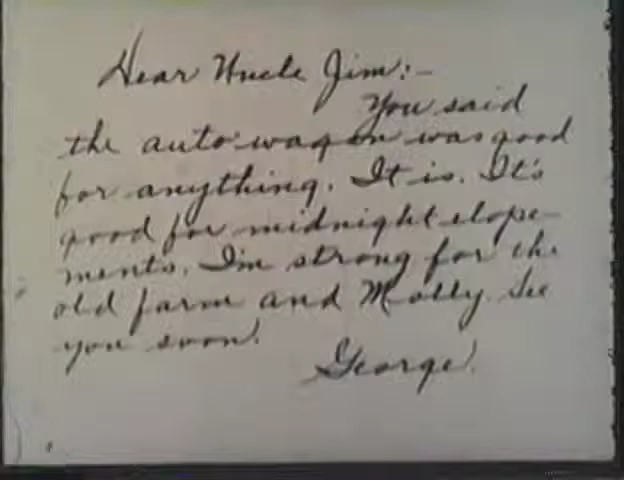 Dear Uncle Jim:-
You said
the auto wagon was good
for anything. It is. It's
good for midnight elope-
ments. I'm strong for the
old farm and Molly. See
you soon.
George.